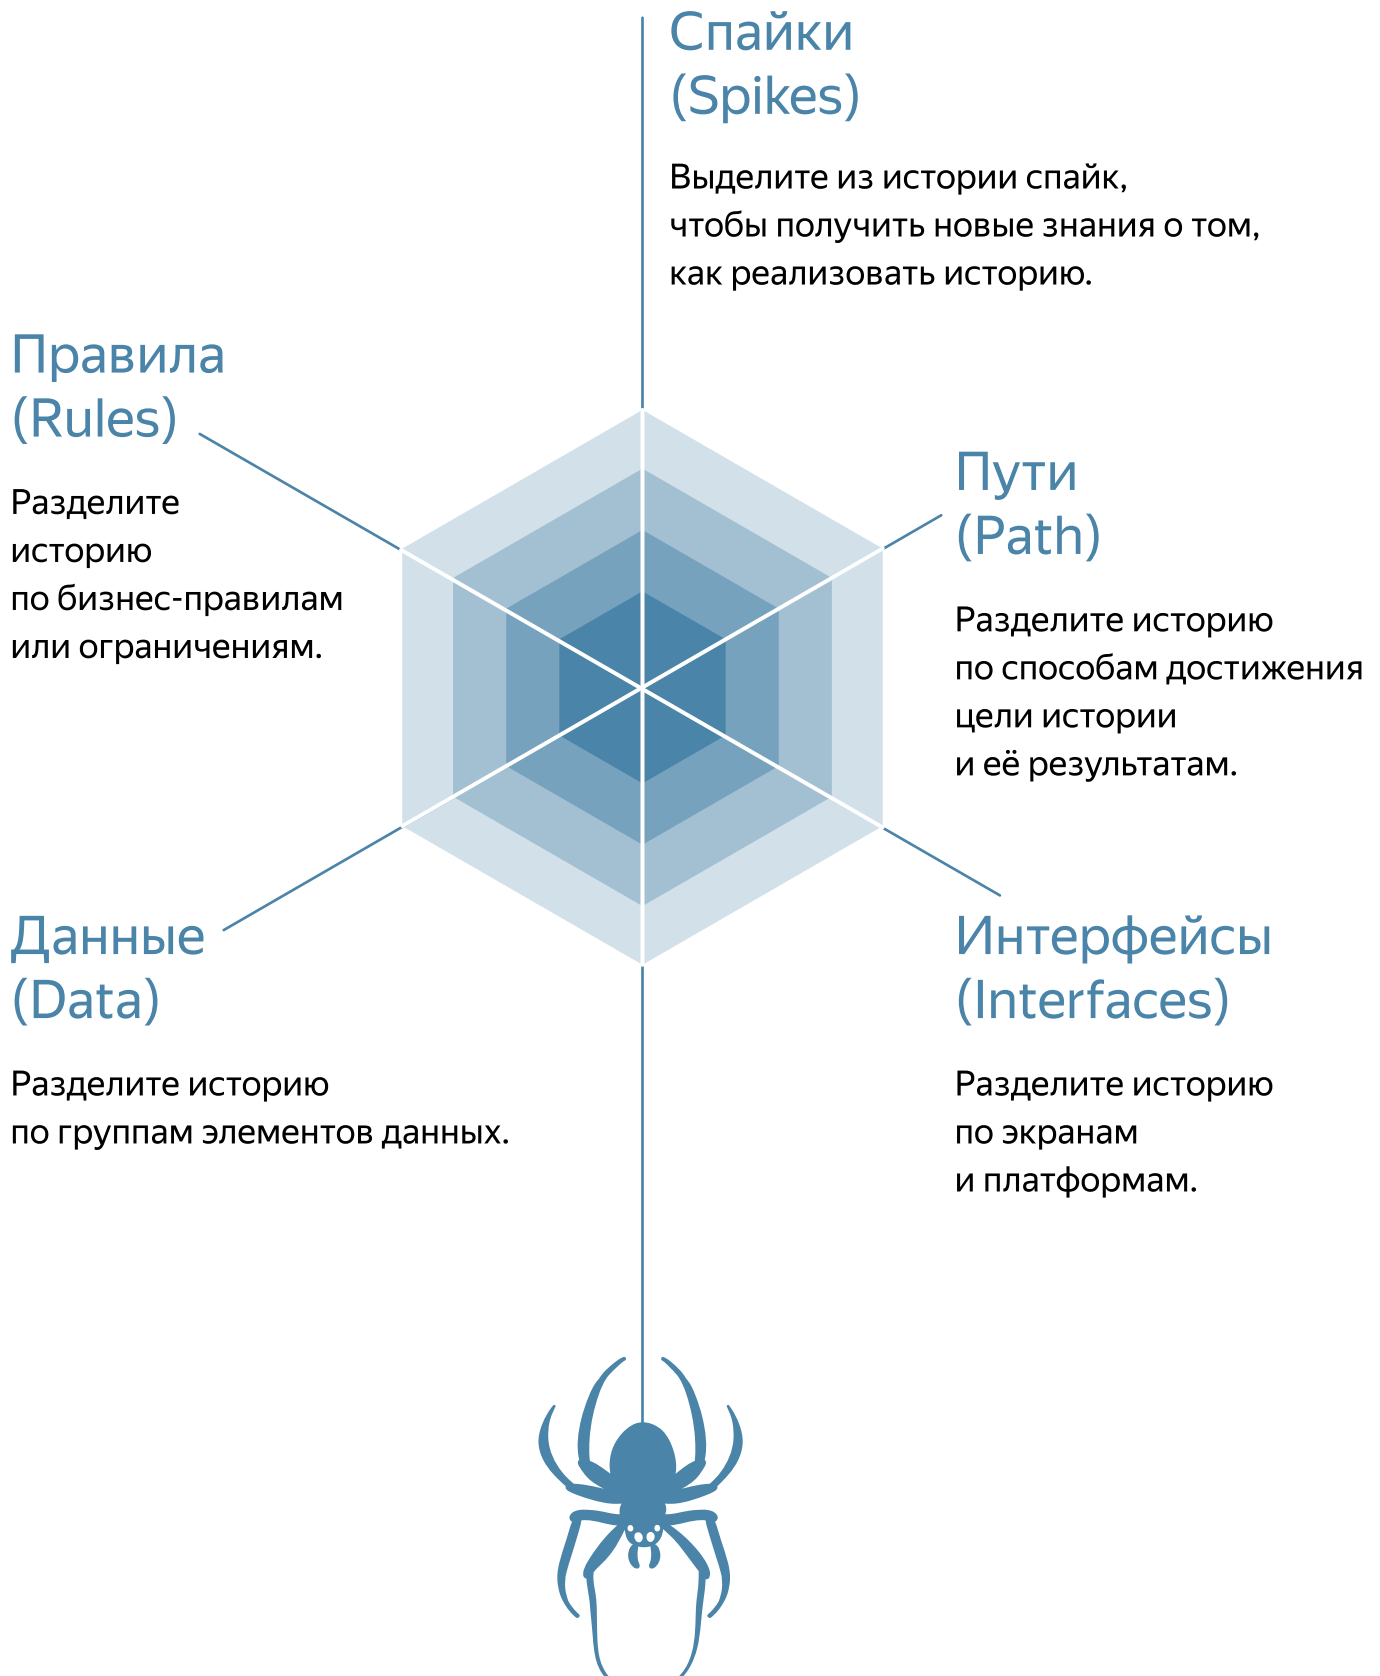 Спайки
(Spikes)
Выделите из истории спайк,
чтобы получить новые знания о том,
как реализовать историю.
Правила
(Rules)
Разделите
историю
по бизнес-правилам
или ограничениям.
Пути
(Path)
Разделите историю
по способам достижения
цели истории
и её результатам.
Данные
(Data)
Разделите историю
по группам элементов данных.
Интерфейсы
(Interfaces)
Разделите историю
по экранам
и платформам.